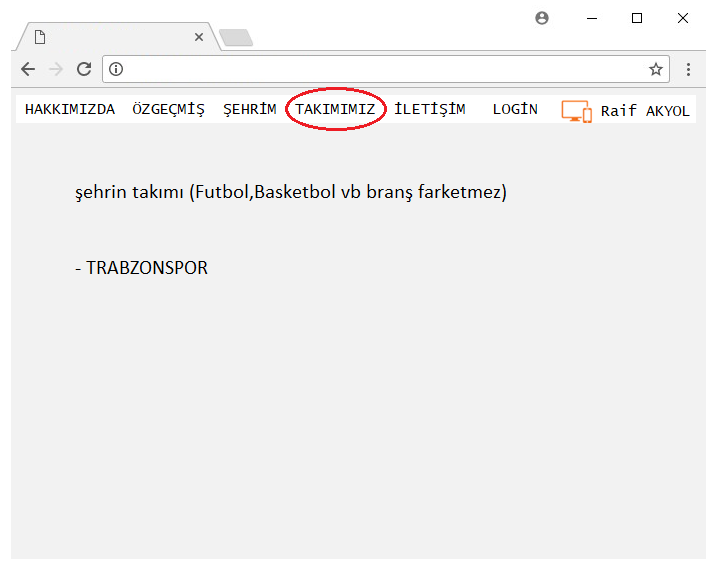 HAKKIMIZDA ÖZGEÇMİŞ ŞEHRİM TAKIMIMIZ İLETİŞİM LOGİN Raif AKYOL
şehrin takımı (Futbol,Basketbol vb branş farketmez)
- TRABZONSPOR